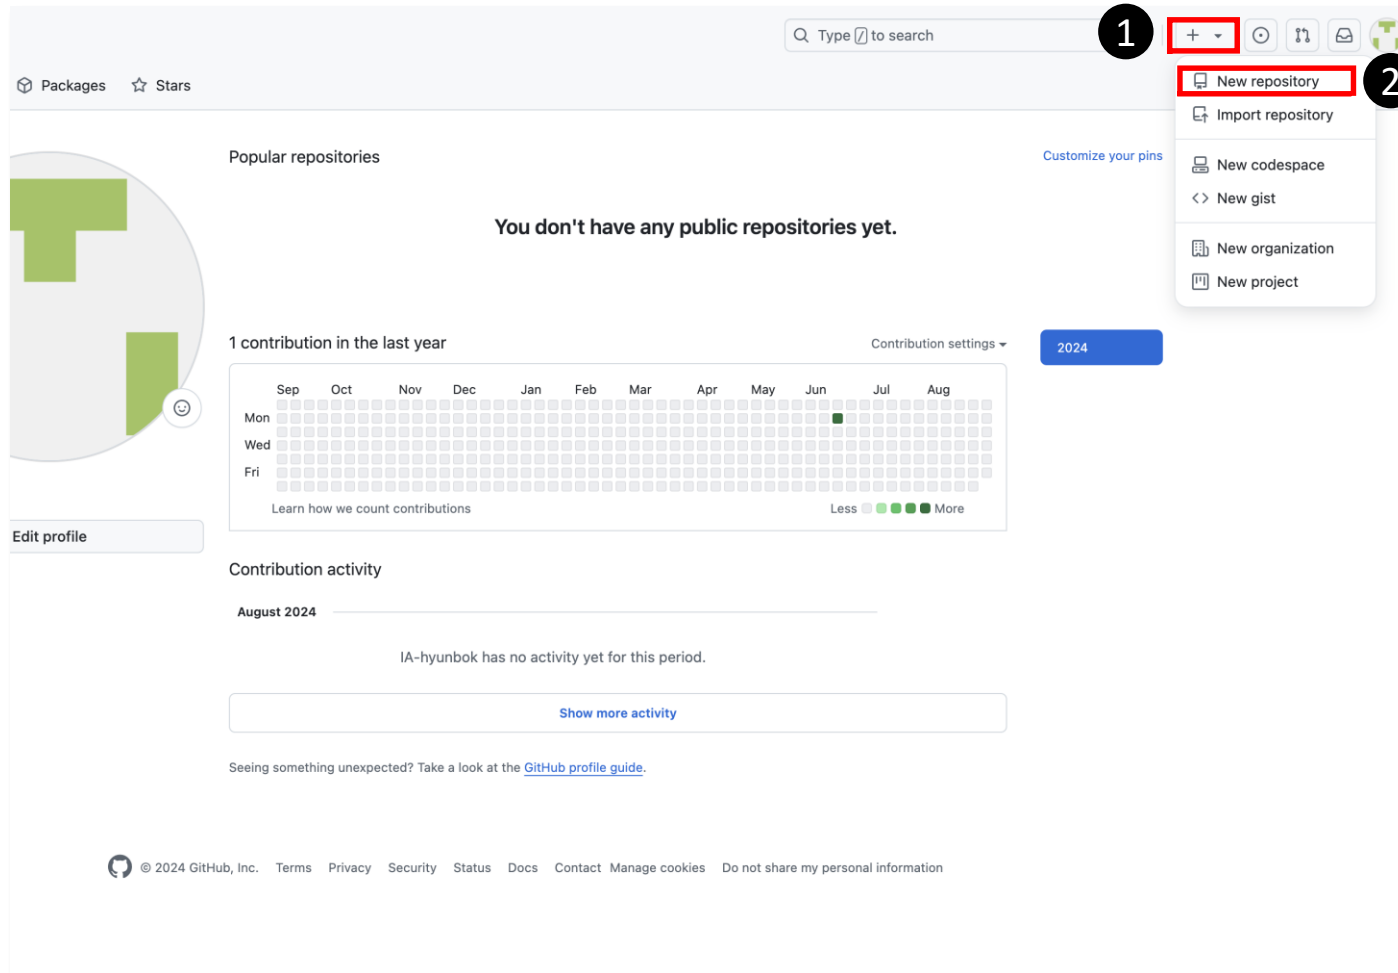 Type / to search
1
Packages
Stars
New repository
2
Import repository
New codespace
New gist
New organization
New project
Popular repositories
Customize your pins
You don't have any public repositories yet.
1 contribution in the last year
Contribution settings
2024
Sep Oct Nov Dec Jan Feb Mar Apr May Jun Jul Aug
Mon
Wed
Fri
Learn how we count contributions
Less More
Edit profile
Contribution activity
August 2024
IA-hyunbok has no activity yet for this period.
Show more activity
Seeing something unexpected? Take a look at the GitHub profile guide.
© 2024 GitHub, Inc. Terms Privacy Security Status Docs Contact Manage cookies Do not share my personal information